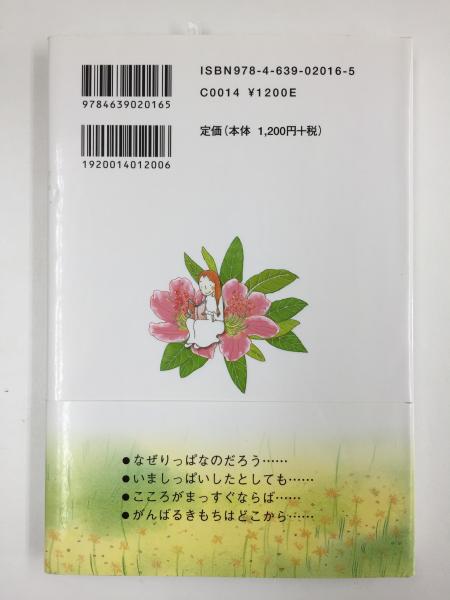 ISBN978-4-639-02016-5
9784639020165
C0014 ¥1200E
定価(本体 1,200円+税)
1920014012006
●なぜりっぱなのだろう……
●いましっぱいしたとしても……
●こころがまっすぐならば……
●がんばるきもちはどこから……